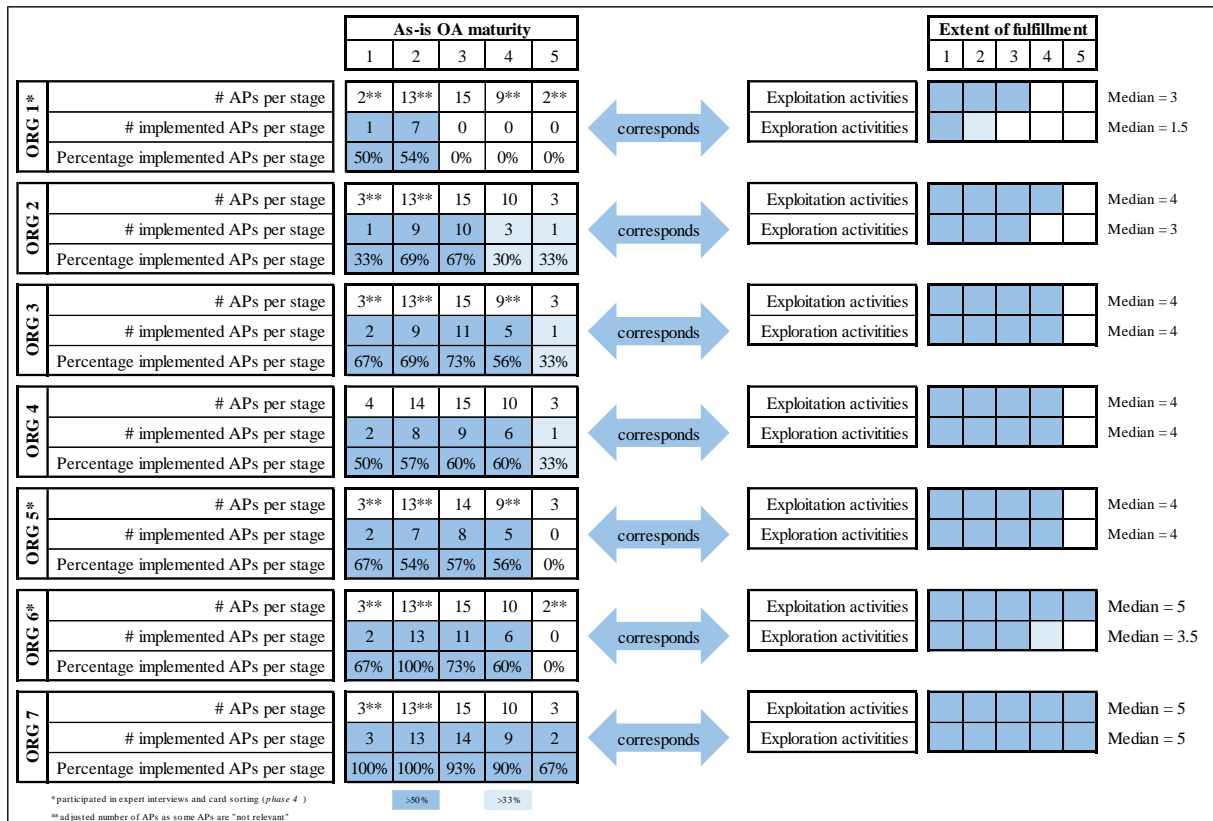 As-is OA maturity Extent of fulfillment
1 2 3 4 5 1 2 3 4 5
ORG 1*
# APs per stage 2** 13** 15 9** 2** Exploitation activities Median = 3
# implemented APs per stage 1 7 0 0 0 corresponds Exploration activitities Median = 1.5
Percentage implemented APs per stage 50% 54% 0% 0% 0%
ORG 2
# APs per stage 3** 13** 15 10 3 Exploitation activities Median = 4
# implemented APs per stage 1 9 10 3 1 corresponds Exploration activitities Median = 3
Percentage implemented APs per stage 33% 69% 67% 30% 33%
ORG 3
# APs per stage 3** 13** 15 9** 3 Exploitation activities Median = 4
# implemented APs per stage 2 9 11 5 1 corresponds Exploration activitities Median = 4
Percentage implemented APs per stage 67% 69% 73% 56% 33%
ORG 4
# APs per stage 4 14 15 10 3 Exploitation activities Median = 4
# implemented APs per stage 2 8 9 6 1 corresponds Exploration activitities Median = 4
Percentage implemented APs per stage 50% 57% 60% 60% 33%
ORG 5*
# APs per stage 3** 13** 14 9** 3 Exploitation activities Median = 4
# implemented APs per stage 2 7 8 5 0 corresponds Exploration activitities Median = 4
Percentage implemented APs per stage 67% 54% 57% 56% 0%
ORG 6*
# APs per stage 3** 13** 15 10 2** Exploitation activities Median = 5
# implemented APs per stage 2 13 11 6 0 corresponds Exploration activitities Median = 3.5
Percentage implemented APs per stage 67% 100% 73% 60% 0%
ORG 7
# APs per stage 3** 13** 15 10 3 Exploitation activities Median = 5
# implemented APs per stage 3 13 14 9 2 corresponds Exploration activitities Median = 5
Percentage implemented APs per stage 100% 100% 93% 90% 67%
*participated in expert interviews and card sorting (phase 4 ) >50% >33%
**adjusted number of APs as some APs are "not relevant"